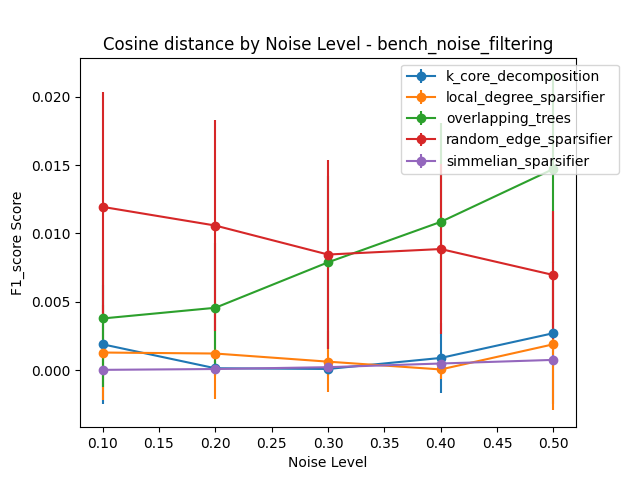 Cosine distance by Noise Level - bench_noise_filtering
k_core_decomposition
local_degree_sparsifier
overlapping_trees
random_edge_sparsifier
simmelian_sparsifier
F1_score Score
0.020
0.015
0.010
0.005
0.000
0.10 0.15 0.20 0.25 0.30 0.35 0.40 0.45 0.50
Noise Level